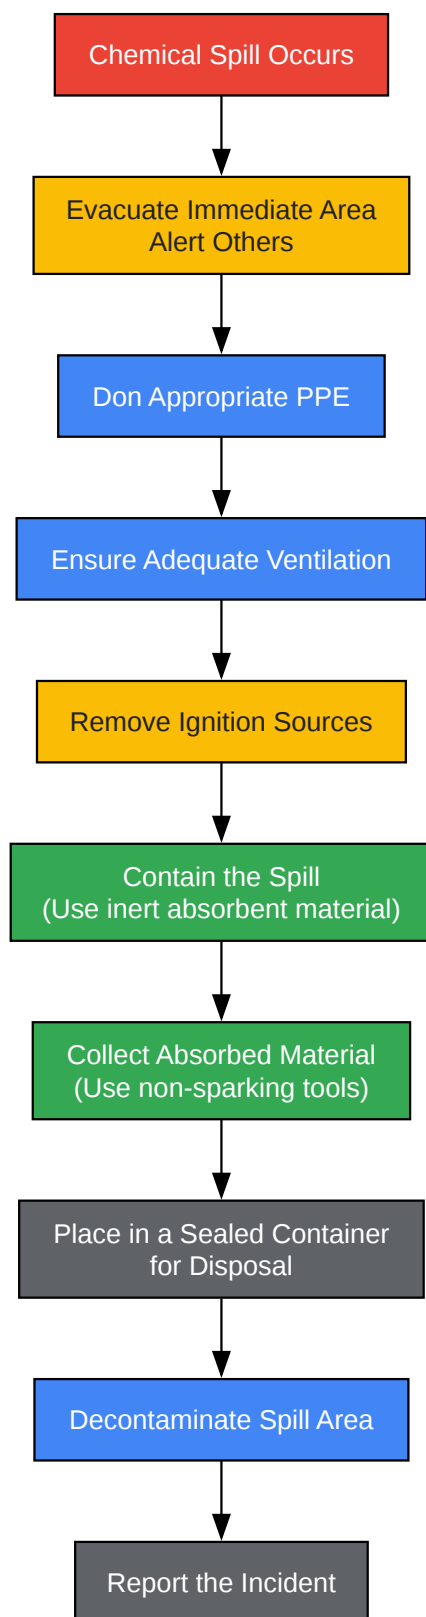 Chemical Spill Occurs
Evacuate Immediate Area
Alert Others
Don Appropriate PPE
Ensure Adequate Ventilation
Remove Ignition Sources
Contain the Spill
(Use inert absorbent material)
Collect Absorbed Material
(Use non-sparking tools)
Place in a Sealed Container
for Disposal
Decontaminate Spill Area
Report the Incident